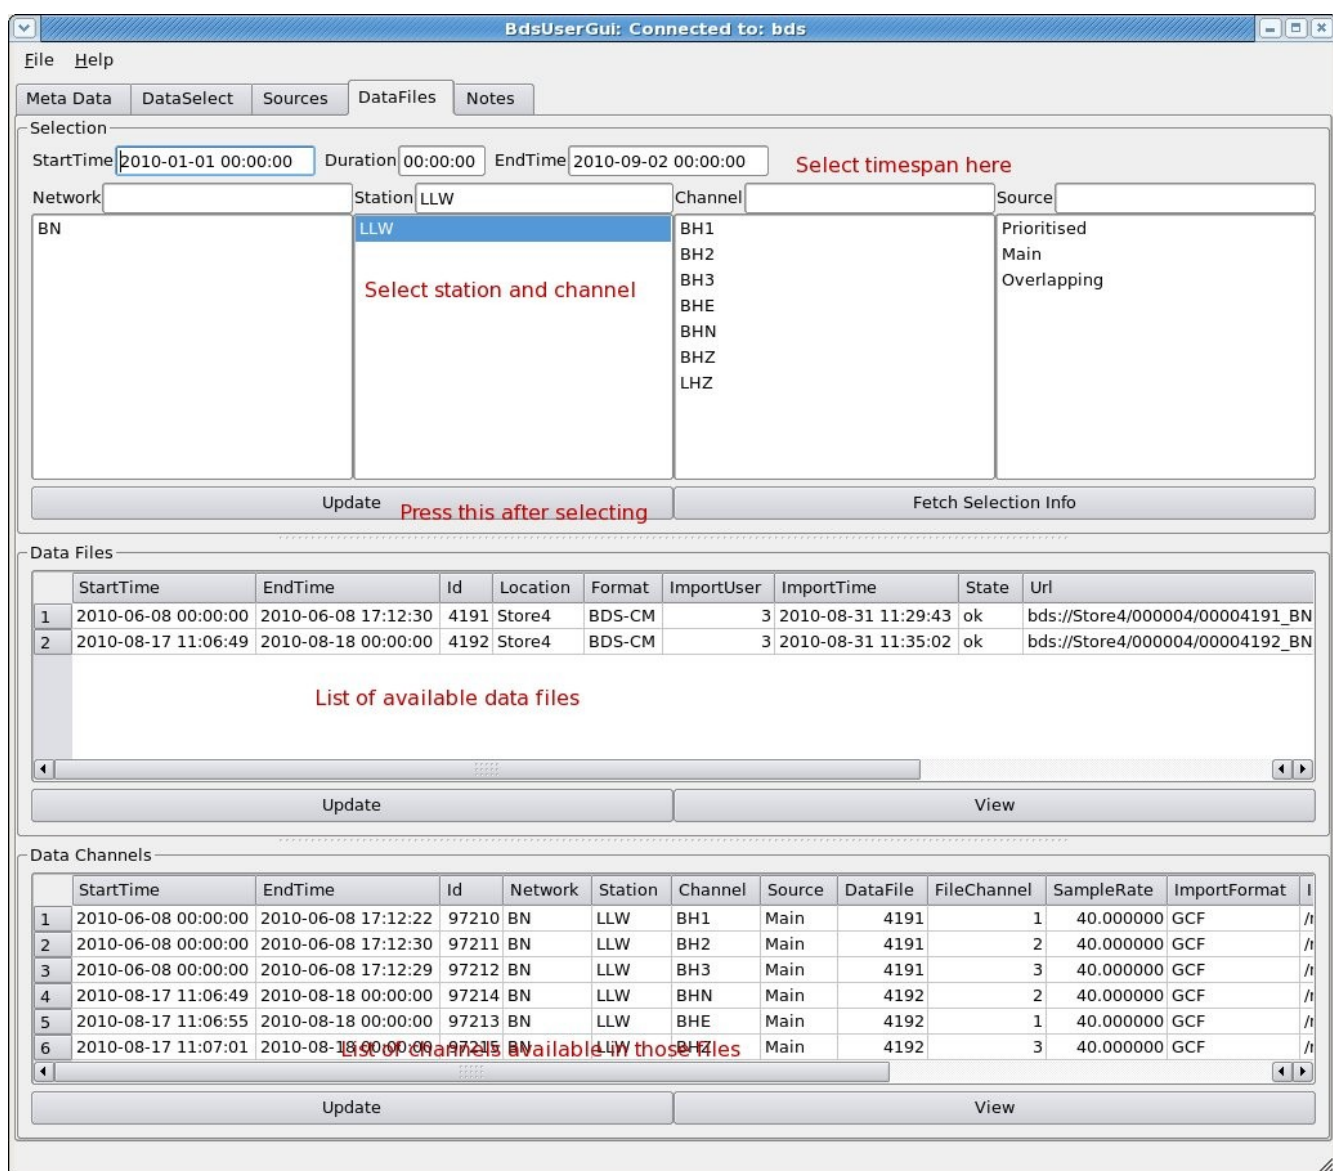 BdsUserGui: Connected to: bds
File Help
Meta Data DataSelect Sources DataFiles Notes
Selection
StartTime 2010-01-01 00:00:00 Duration 00:00:00 EndTime 2010-09-02 00:00:00 Select timespan here
Network Station LLW Channel Source
BN LLW BH1 Prioritised
BH2 Main
Select station and channel BH3 Overlapping
BHE
BHN
BHZ
LHZ
Update Press this after selecting Fetch Selection Info
Data Files
StartTime EndTime Id Location Format ImportUser ImportTime State Url
1 2010-06-08 00:00:00 2010-06-08 17:12:30 4191 Store4 BDS-CM 3 2010-08-31 11:29:43 ok bds://Store4/000004/00004191_BN
2 2010-08-17 11:06:49 2010-08-18 00:00:00 4192 Store4 BDS-CM 3 2010-08-31 11:35:02 ok bds://Store4/000004/00004192_BN
List of available data files
Update View
Data Channels
StartTime EndTime Id Network Station Channel Source DataFile FileChannel SampleRate ImportFormat
1 2010-06-08 00:00:00 2010-06-08 17:12:22 97210 BN LLW BH1 Main 4191 1 40.000000 GCF
2 2010-06-08 00:00:00 2010-06-08 17:12:30 97211 BN LLW BH2 Main 4191 2 40.000000 GCF
3 2010-06-08 00:00:00 2010-06-08 17:12:29 97212 BN LLW BH3 Main 4191 3 40.000000 GCF
4 2010-08-17 11:06:49 2010-08-18 00:00:00 97214 BN LLW BHN Main 4192 2 40.000000 GCF
5 2010-08-17 11:06:55 2010-08-18 00:00:00 97213 BN LLW BHE Main 4192 1 40.000000 GCF
6 2010-08-17 11:07:01 2010-08-18 00:00:00 97215 BN LLW BHZ Main 4192 3 40.000000 GCF
List of channels available in those files
Update View